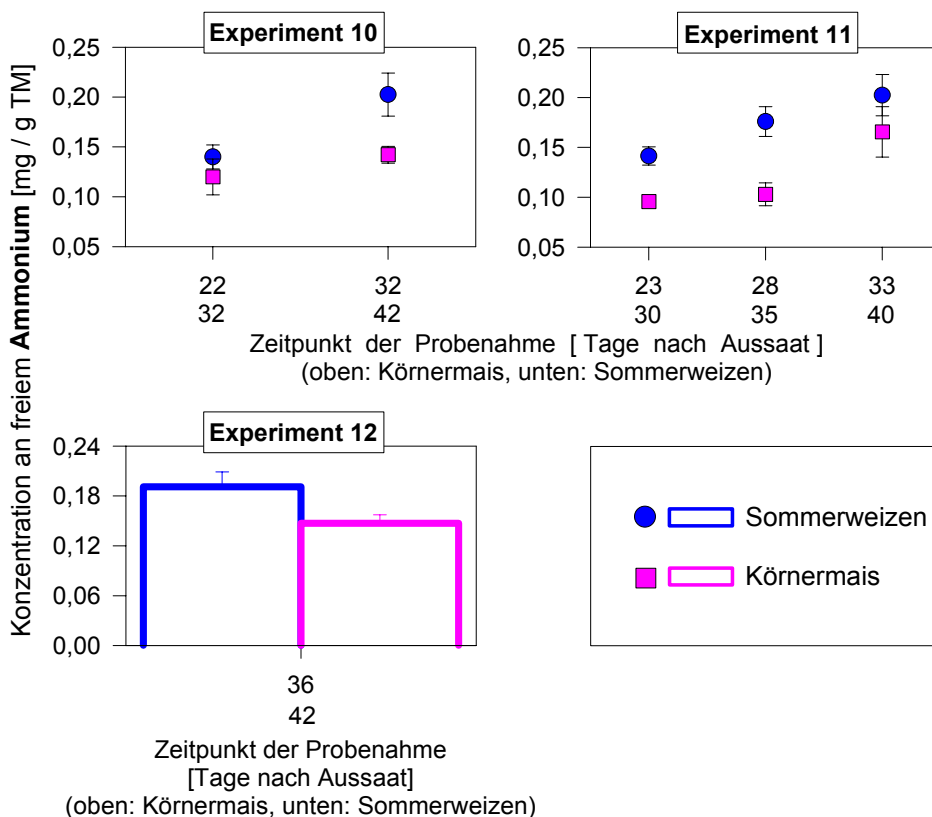 Konzentration an freiem Ammonium [mg / g TM]
Experiment 10
0,25
0,20
0,15
0,10
0,05
22 32
32 42
Experiment 11
0,25
0,20
0,15
0,10
0,05
23 28 33
30 35 40
Zeitpunkt der Probenahme [ Tage nach Aussaat ]
(oben: Körnermais, unten: Sommerweizen)
Experiment 12
0,24
0,18
0,12
0,06
0,00
36
42
Zeitpunkt der Probenahme
[Tage nach Aussaat]
(oben: Körnermais, unten: Sommerweizen)
Sommerweizen
Körnermais